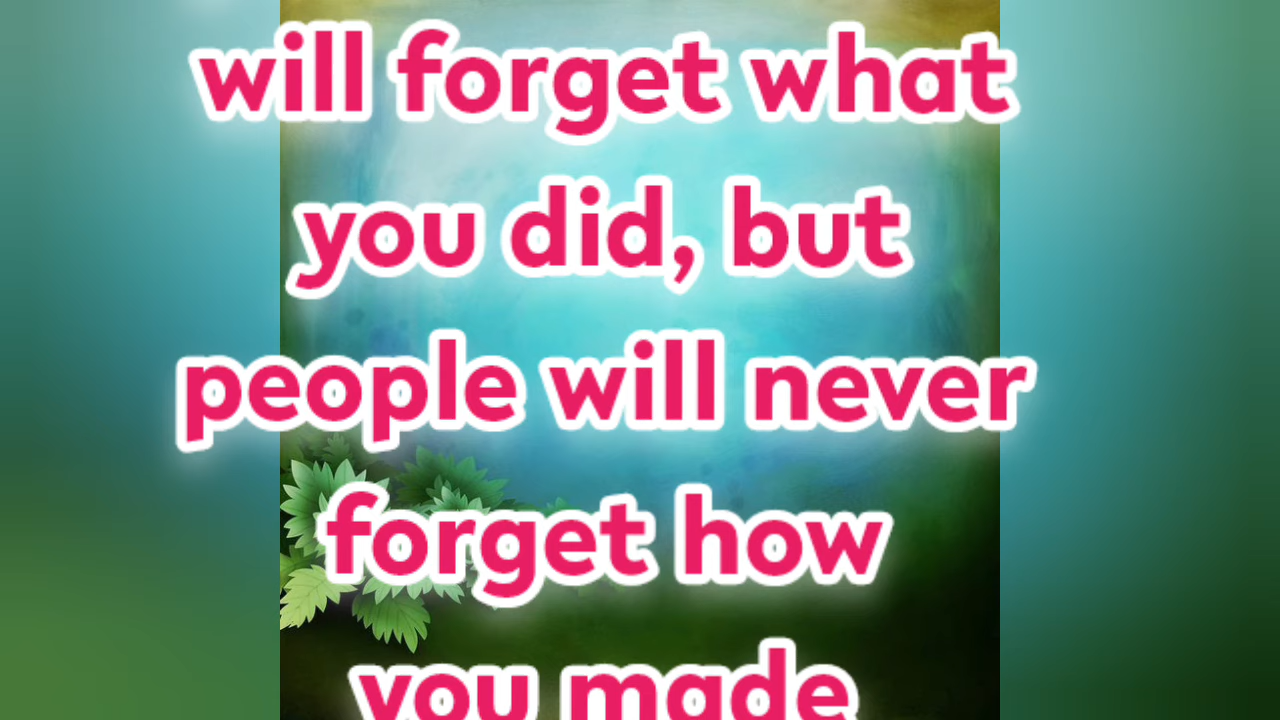 will forget what
you did, but
people will never
forget how
you made